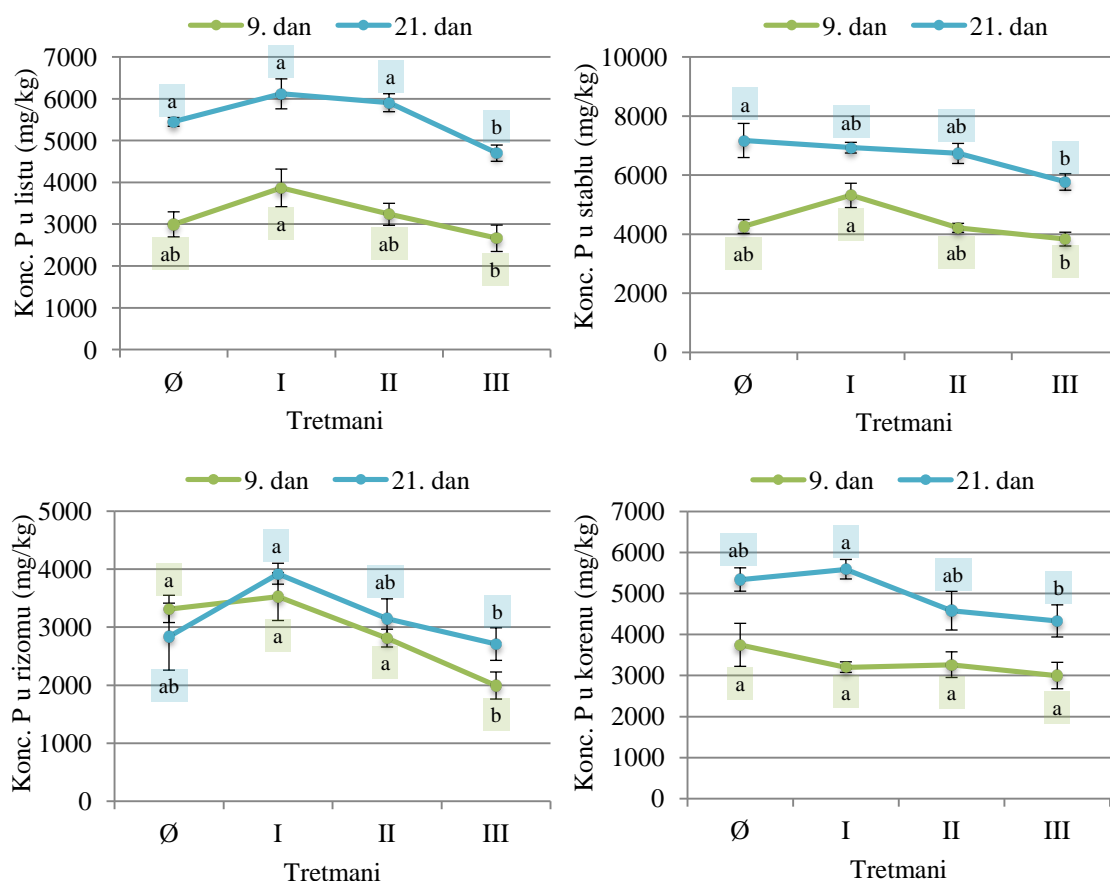 9. dan 21. dan
Konc. P u listu (mg/kg)
7000
6000
5000
4000
3000
2000
1000
0
a a a b
ab a ab b
Ø I II III
Tretmani
9. dan 21. dan
Konc. P u stablu (mg/kg)
10000
8000
6000
4000
2000
0
a ab ab b
ab a ab b
Ø I II III
Tretmani
9. dan 21. dan
Konc. P u rizomu (mg/kg)
5000
4000
3000
2000
1000
0
a a ab b
ab a a b
Ø I II III
Tretmani
9. dan 21. dan
Konc. P u korenu (mg/kg)
7000
6000
5000
4000
3000
2000
1000
0
ab a ab b
a a a a
Ø I II III
Tretmani